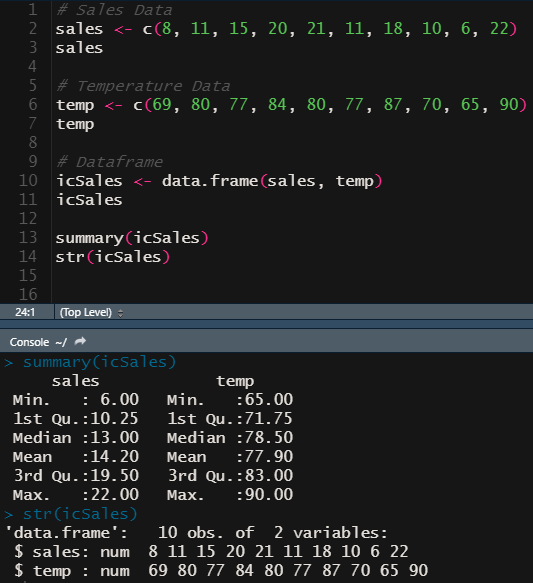 1 # Sales Data
2 sales <- c(8, 11, 15, 20, 21, 11, 18, 10, 6, 22)
3 sales
4
5 # Temperature Data
6 temp <- c(69, 80, 77, 84, 80, 77, 87, 70, 65, 90)
7 temp
8
9 # Dataframe
10 icSales <- data.frame(sales, temp)
11 icSales
12
13 summary(icSales)
14 str(icSales)
15
16
24:1 (Top Level)
Console ~/
> summary(icSales)
     sales            temp
 Min.   : 6.00   Min.   :65.00
 1st Qu.:10.25   1st Qu.:71.75
 Median :13.00   Median :78.50
 Mean   :14.20   Mean   :77.90
 3rd Qu.:19.50   3rd Qu.:83.00
 Max.   :22.00   Max.   :90.00
> str(icSales)
'data.frame':   10 obs. of  2 variables:
 $ sales: num  8 11 15 20 21 11 18 10 6 22
 $ temp : num  69 80 77 84 80 77 87 70 65 90